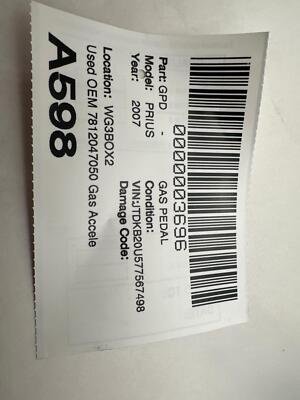 0000003696
Part: GPD - GAS PEDAL
Model: PRIUS Condition:
Year: 2007 VIN:JTDKB20U577567498
Damage Code:
Location: WG3BOX2
Used OEM 7812047050 Gas Accele
A598